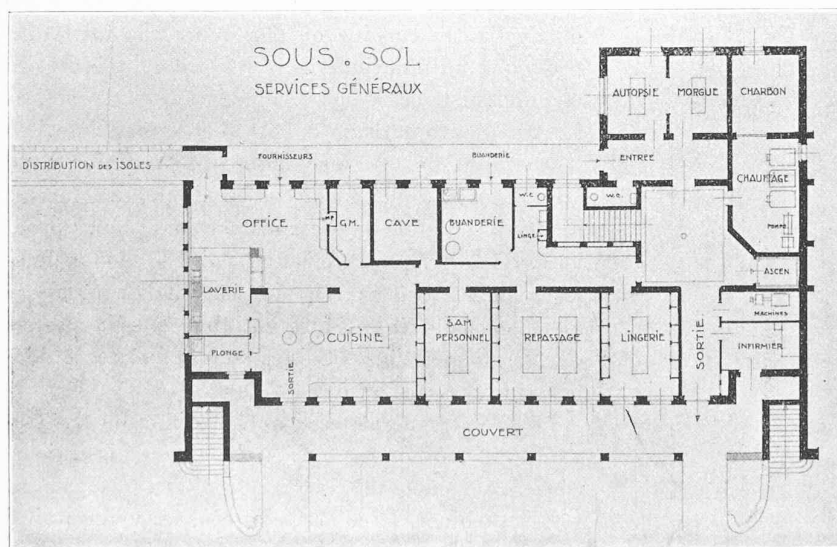 SOUS. SOL
SERVICES GÉNÉRAUX
AUTOPSIE
MORGUE
CHARBON
DISTRIBUTION DES ISOLES
FOURNISSEURS
BUANDERIE
ENTREE
CHAUFFAGE
W.C.
W.C.
OFFICE
G.M.
CAVE
BUANDERIE
LINGE
POMPE
ASCEN
LAVERIE
MACHINES
CUISINE
SAM
PERSONNEL
REPASSAGE
LINGERIE
SORTIE
INFIRMIER
PLONGE
SORTIE
COUVERT